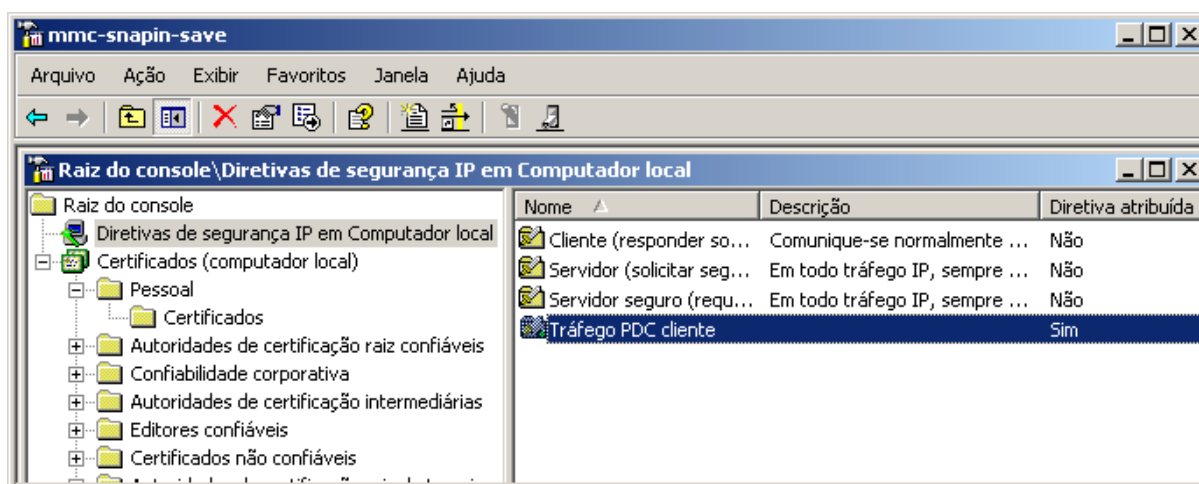 mmc-snapin-save
Arquivo Ação Exibir Favoritos Janela Ajuda
Raiz do console\Diretivas de segurança IP em Computador local
Raiz do console
Diretivas de segurança IP em Computador local
Certificados (computador local)
Pessoal
Certificados
Autoridades de certificação raiz confiáveis
Confiabilidade corporativa
Autoridades de certificação intermediárias
Editores confiáveis
Certificados não confiáveis
Nome Descrição Diretiva atribuída
Cliente (responder so... Comunique-se normalmente ... Não
Servidor (solicitar seg... Em todo tráfego IP, sempre ... Não
Servidor seguro (requ... Em todo tráfego IP, sempre ... Não
Tráfego PDC cliente Sim